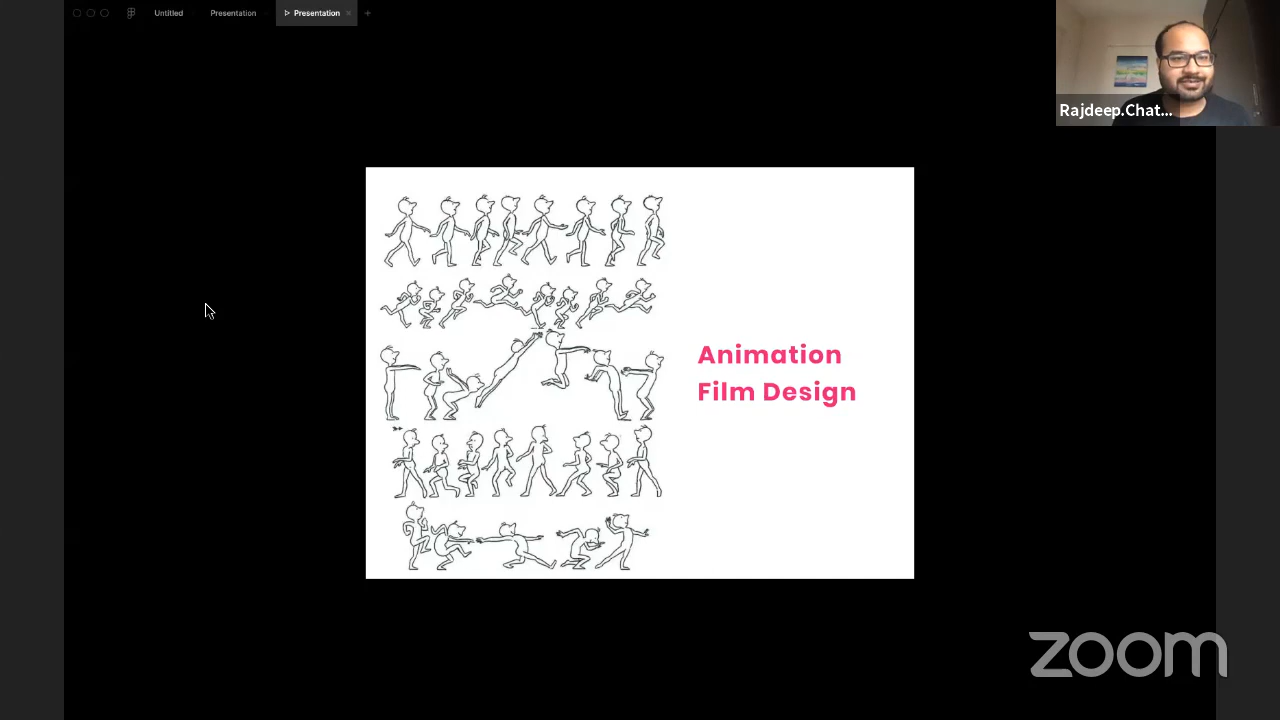 Untitled
Presentation
Presentation
Rajdeep.Chat...
Animation
Film Design
zoom